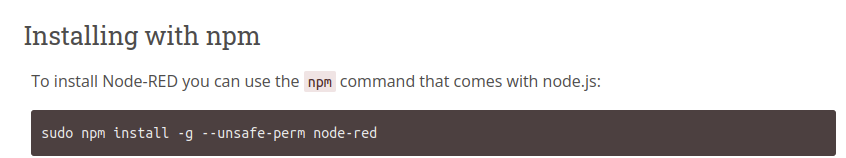 Installing with npm
To install Node-RED you can use the npm command that comes with node.js:
sudo npm install -g --unsafe-perm node-red